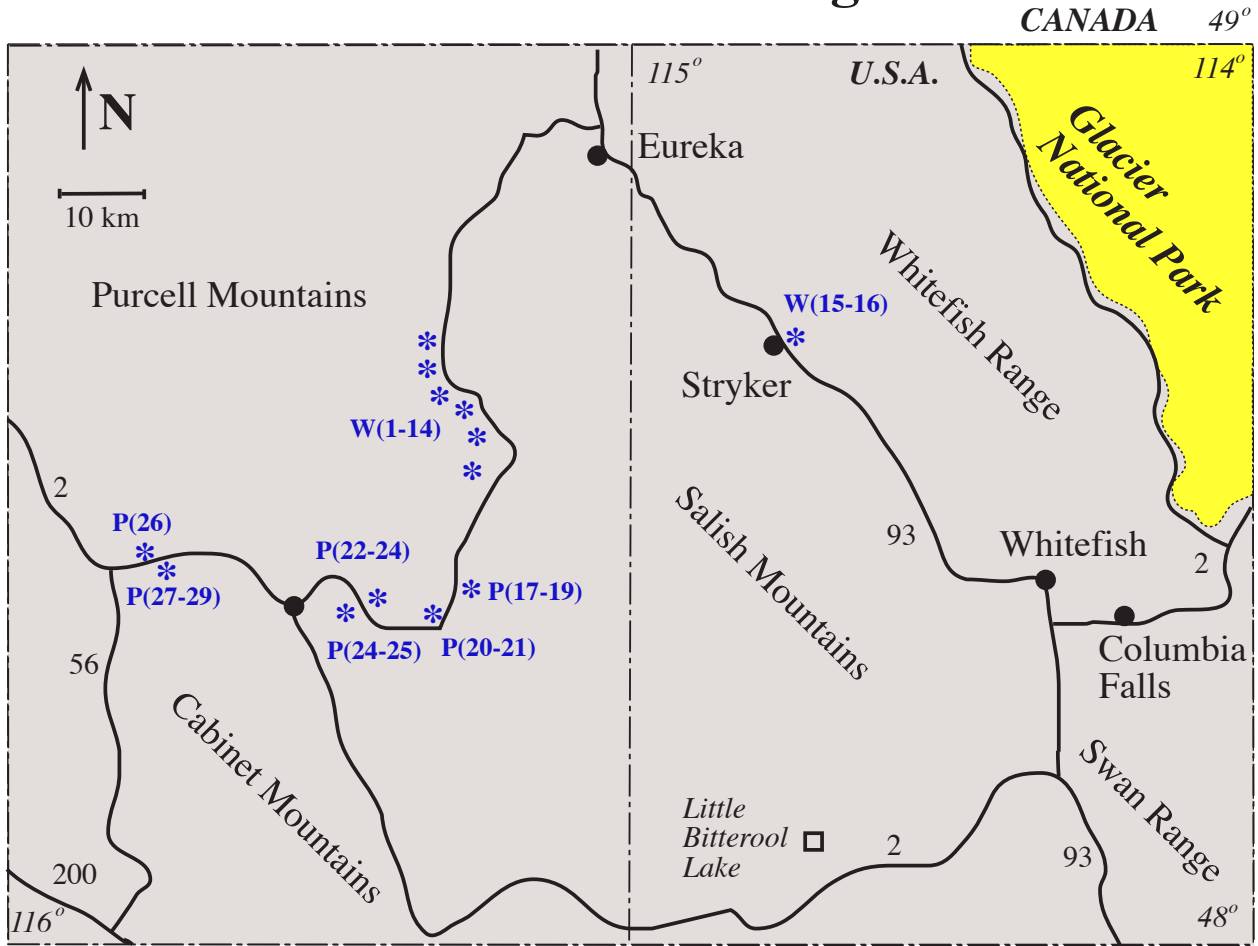 g
CANADA 49°
115°
U.S.A.
114°
N
10 km
Eureka
Glacier
National Park
Purcell Mountains
Whitefish Range
W(15-16)
Stryker
W(1-14)
2
P(26)
P(27-29)
P(22-24)
P(17-19)
P(24-25)
P(20-21)
Salish Mountains
93
Whitefish
2
Columbia
Falls
56
Cabinet Mountains
Swan Range
Little
Bitterool
Lake
2
93
200
116°
48°